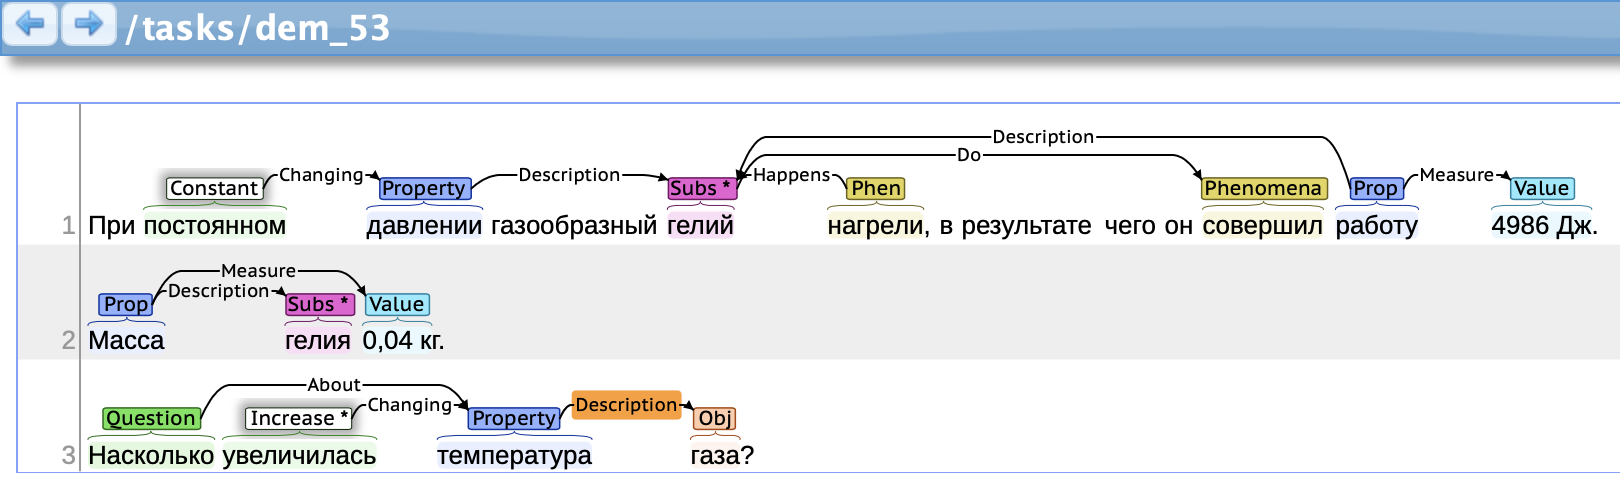 /tasks/dem_53
Description
Do
Constant Changing Property Description Subs * Happens Phen Phenomena Prop Measure Value
1 При постоянном давлении газообразный гелий нагрели, в результате чего он совершил работу 4986 Дж.
Measure
Description
Prop Subs * Value
2 Масса гелия 0,04 кг.
About
Changing Description
Question Increase * Property Obj
3 Насколько увеличилась температура газа?